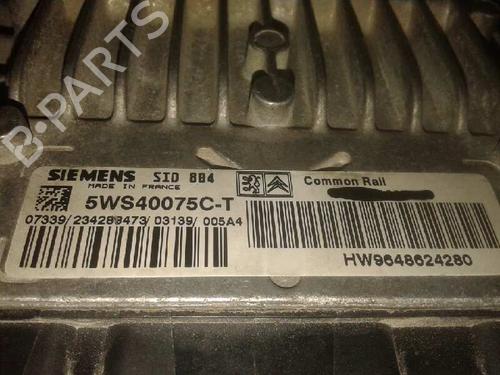 B-PARTS
SIEMENS SID 804
MADE IN FRANCE
Common Rail
5WS40075C-T
07339/234288473/03139/005A4
HW9648624280